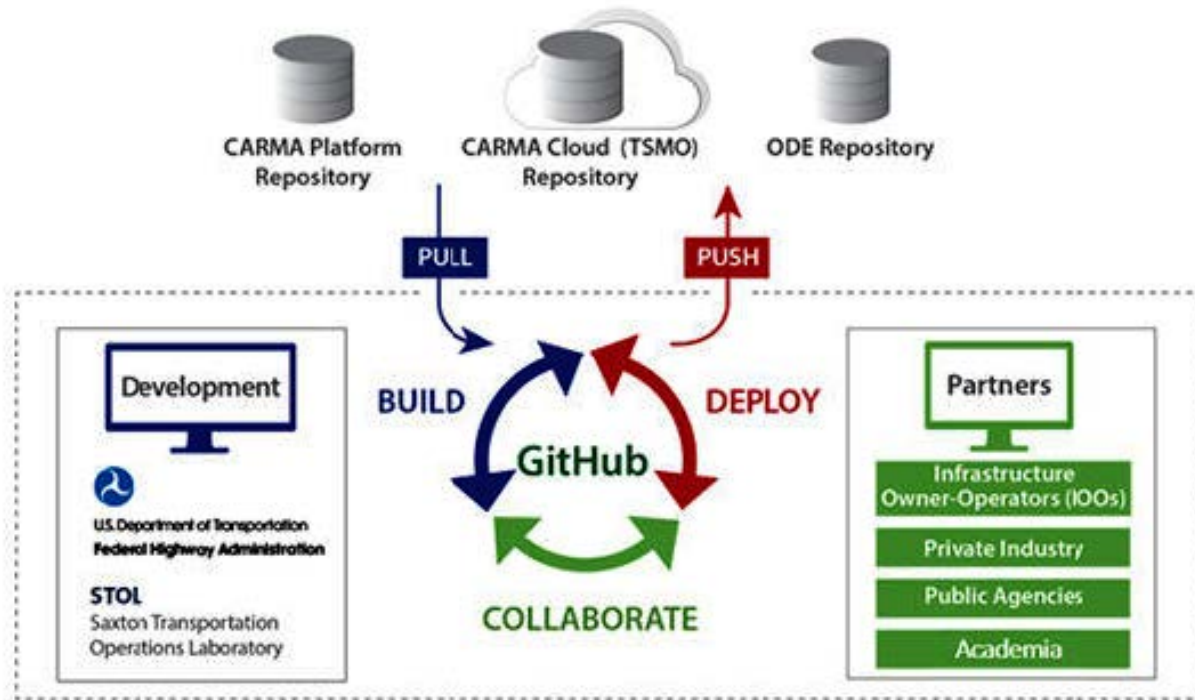 CARMA Platform
Repository
CARMA Cloud (TSMO)
Repository
ODE Repository
PULL
PUSH
Development
U.S. Department of Transportation
Federal Highway Administration
STOL
Saxton Transportation
Operations Laboratory
BUILD
DEPLOY
GitHub
COLLABORATE
Partners
Infrastructure
Owner-Operators (IOOs)
Private Industry
Public Agencies
Academia